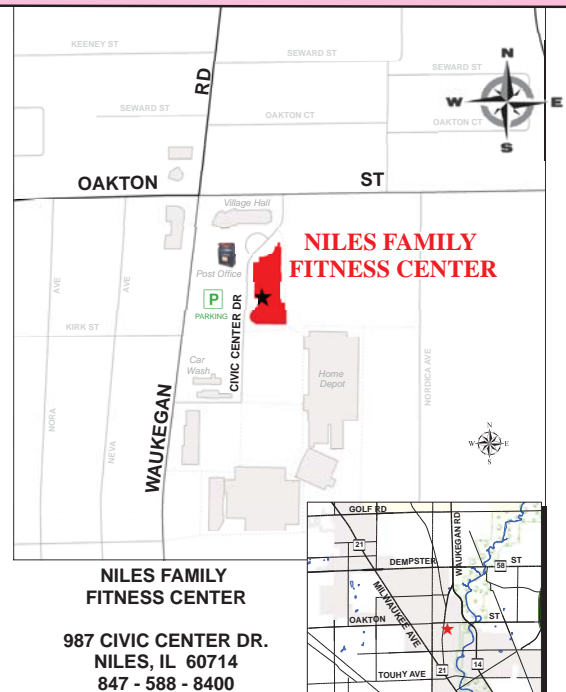 KEENEY ST
SEWARD ST
SEWARD ST
SEWARD ST
OAKTON CT
OAKTON CT
RD
N
W
E
S
OAKTON
ST
Village Hall
NILES FAMILY
FITNESS CENTER
Post Office
P
PARKING
CIVIC CENTER DR
AVE
AVE
KIRK ST
Car
Wash
Home
Depot
NORDICA AVE
NORA
NEVA
WAUKEGAN
N
W
E
S
NILES FAMILY
FITNESS CENTER
987 CIVIC CENTER DR.
NILES, IL 60714
847 - 588 - 8400
GOLF RD
WAUKEGAN RD
21
DEMPSTER
ST
58
MILWAUKEE AVE
OAKTON
ST
TOUHY AVE
21
14